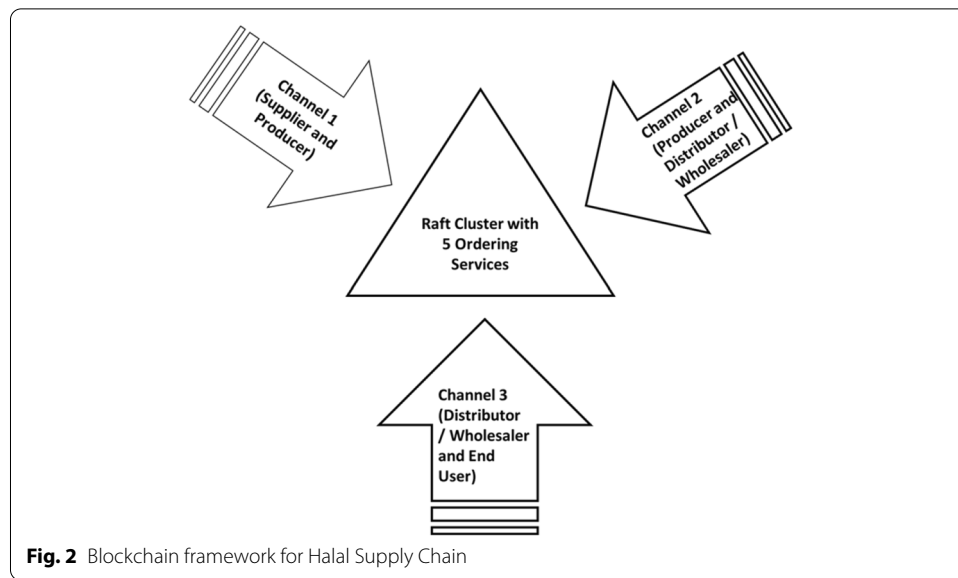 Channel 1
(Supplier and
Producer)
Channel 2
(Producer and
Distributor /
Wholesaler)
Raft Cluster with
5 Ordering
Services
Channel 3
(Distributor
/ Wholesaler
and End
User)
Fig. 2 Blockchain framework for Halal Supply Chain